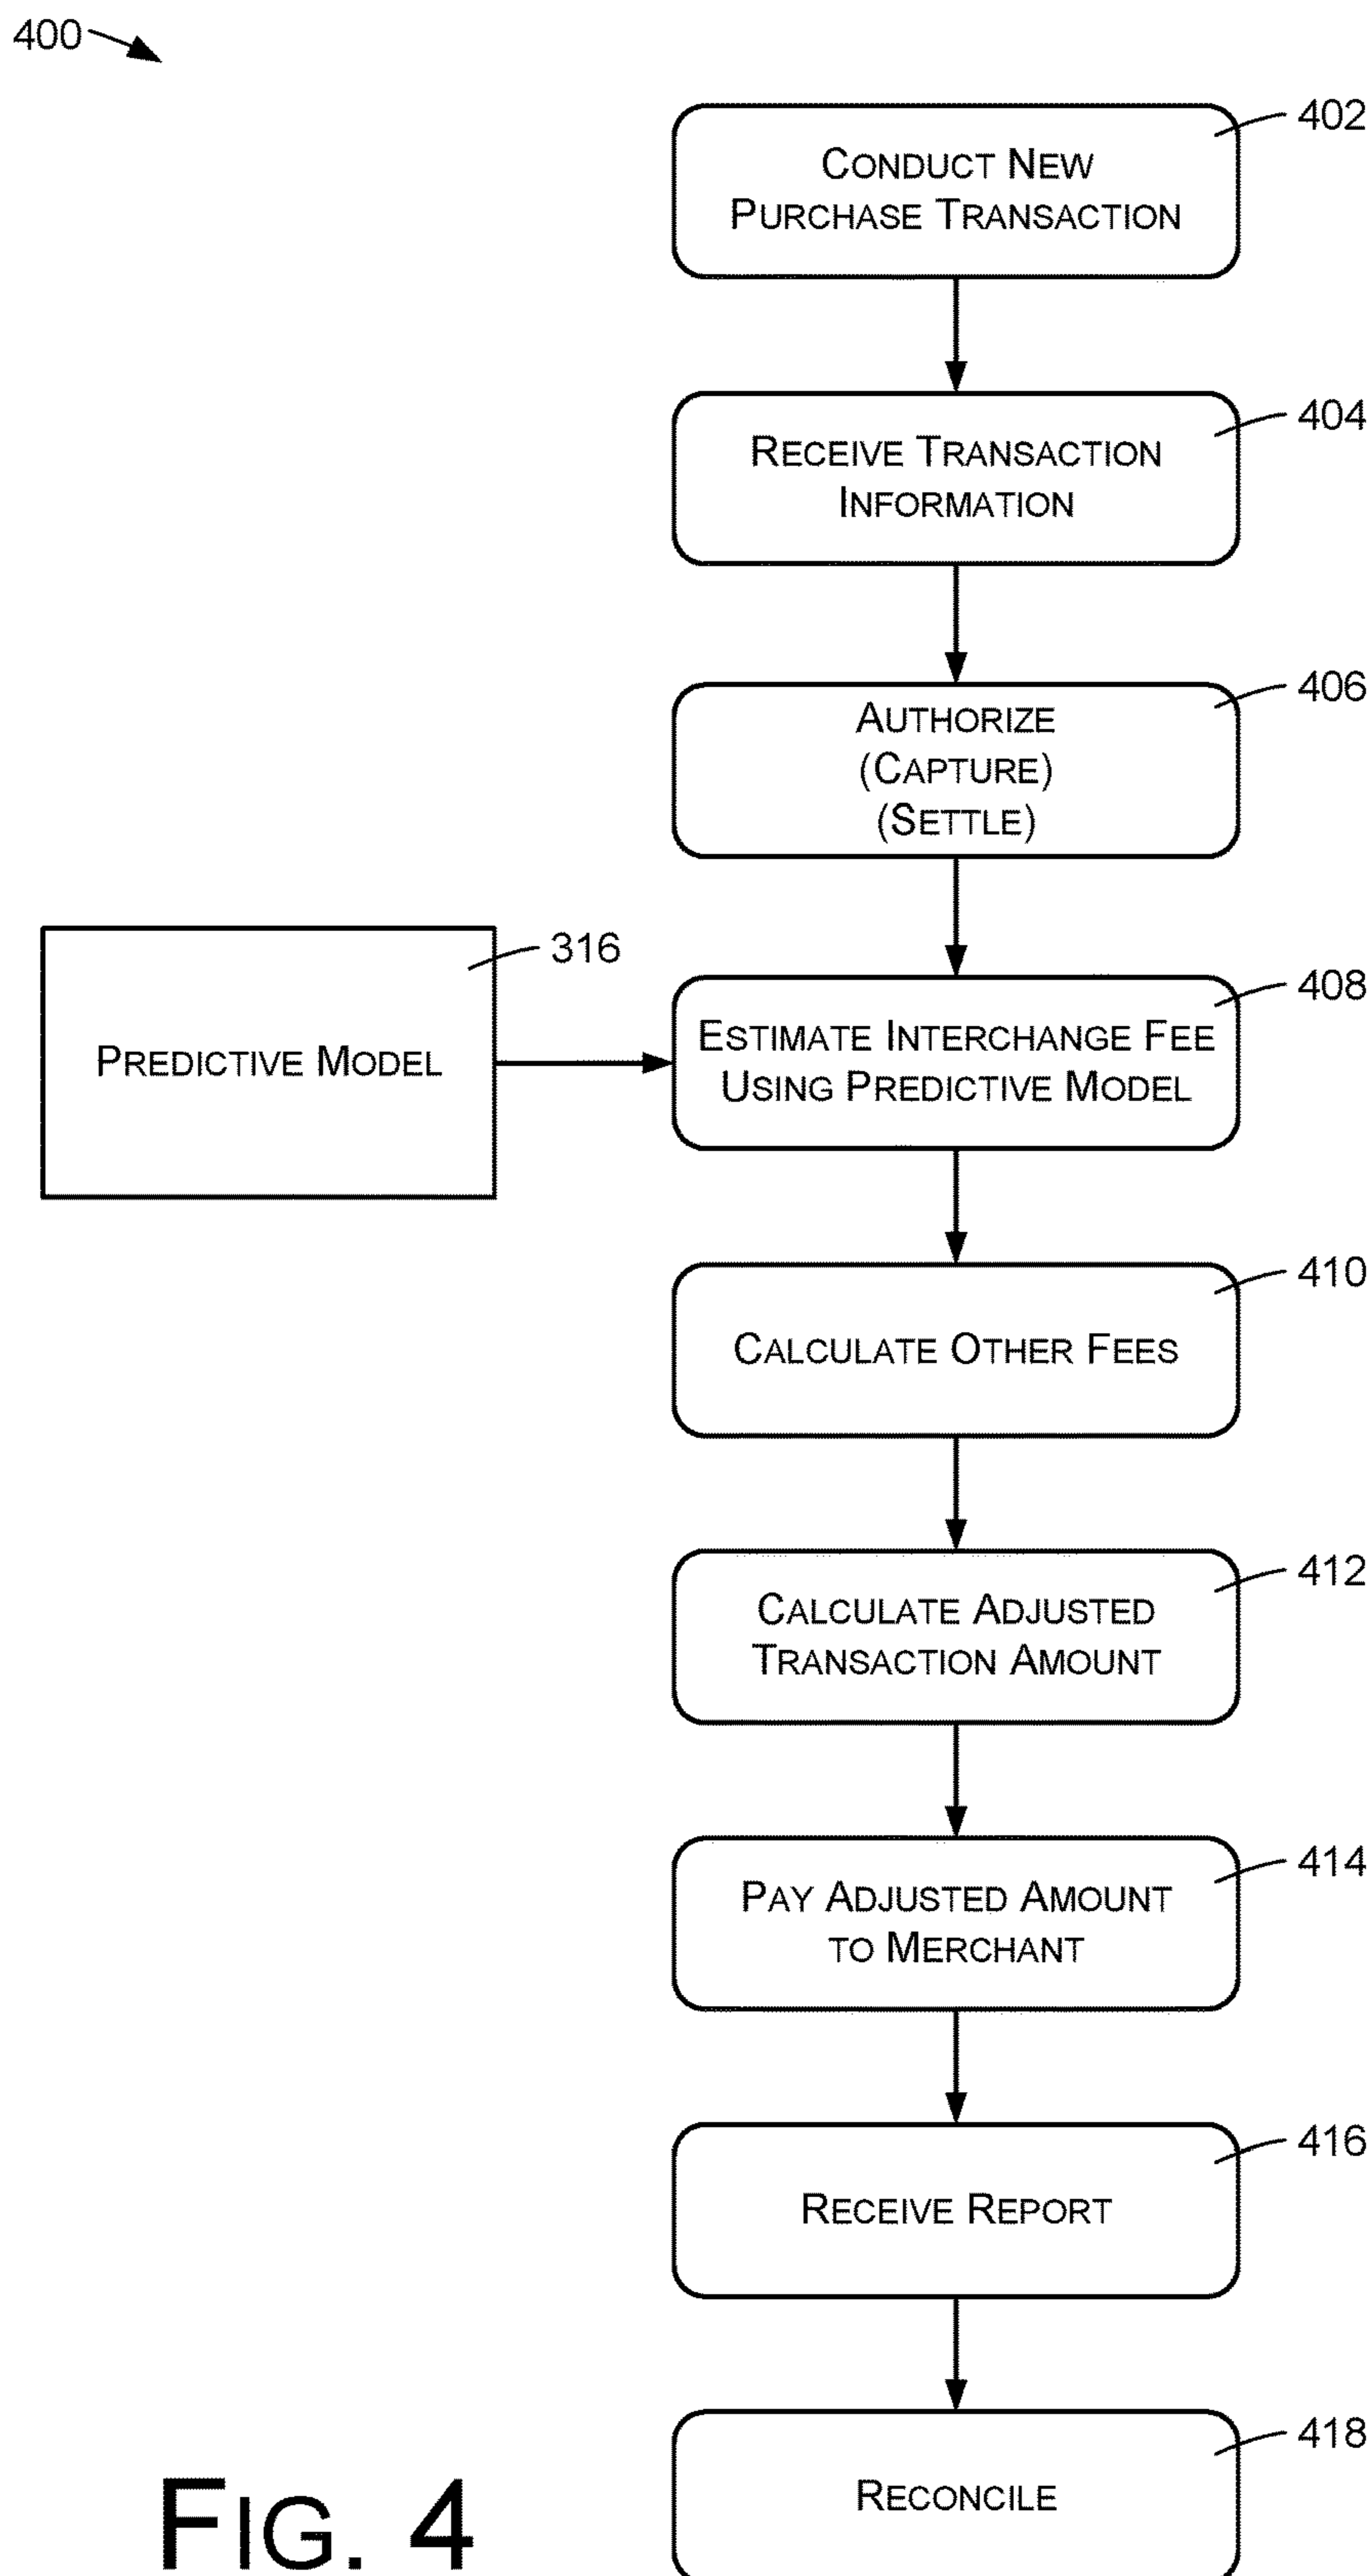 400
402
CONDUCT NEW
PURCHASE TRANSACTION
404
RECEIVE TRANSACTION
INFORMATION
406
AUTHORIZE
(CAPTURE)
(SETTLE)
316
PREDICTIVE MODEL
408
ESTIMATE INTERCHANGE FEE
USING PREDICTIVE MODEL
410
CALCULATE OTHER FEES
412
CALCULATE ADJUSTED
TRANSACTION AMOUNT
414
PAY ADJUSTED AMOUNT
TO MERCHANT
416
RECEIVE REPORT
418
RECONCILE
FIG. 4